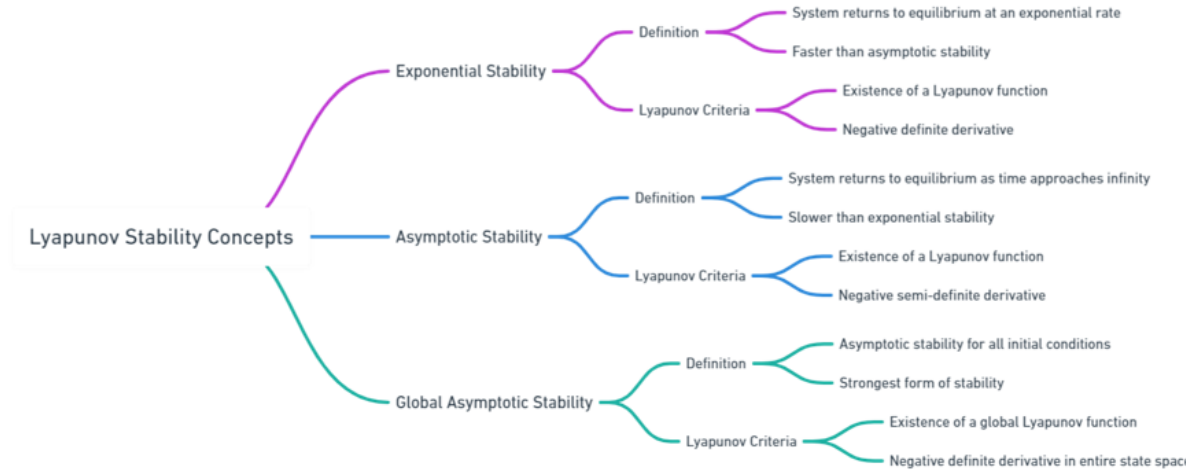 Lyapunov Stability Concepts
Exponential Stability
Definition
System returns to equilibrium at an exponential rate
Faster than asymptotic stability
Lyapunov Criteria
Existence of a Lyapunov function
Negative definite derivative
Asymptotic Stability
Definition
System returns to equilibrium as time approaches infinity
Slower than exponential stability
Lyapunov Criteria
Existence of a Lyapunov function
Negative semi-definite derivative
Global Asymptotic Stability
Definition
Asymptotic stability for all initial conditions
Strongest form of stability
Lyapunov Criteria
Existence of a global Lyapunov function
Negative definite derivative in entire state space